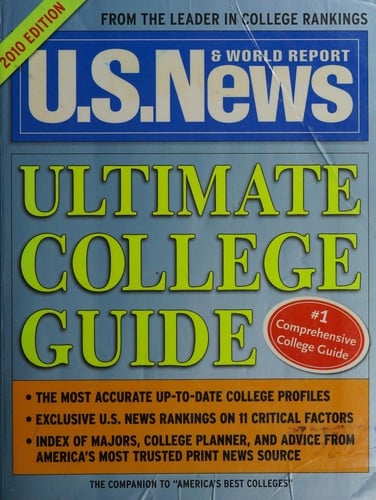 2010 EDITION
FROM THE LEADER IN COLLEGE RANKINGS
& WORLD REPORT
U.S.NEWS
ULTIMATE
COLLEGE
GUIDE
#1
Comprehensive
College Guide
• THE MOST ACCURATE UP-TO-DATE COLLEGE PROFILES
• EXCLUSIVE U.S. NEWS RANKINGS ON 11 CRITICAL FACTORS
• INDEX OF MAJORS, COLLEGE PLANNER, AND ADVICE FROM
AMERICA'S MOST TRUSTED PRINT NEWS SOURCE
THE COMPANION TO "AMERICA'S BEST COLLEGES"